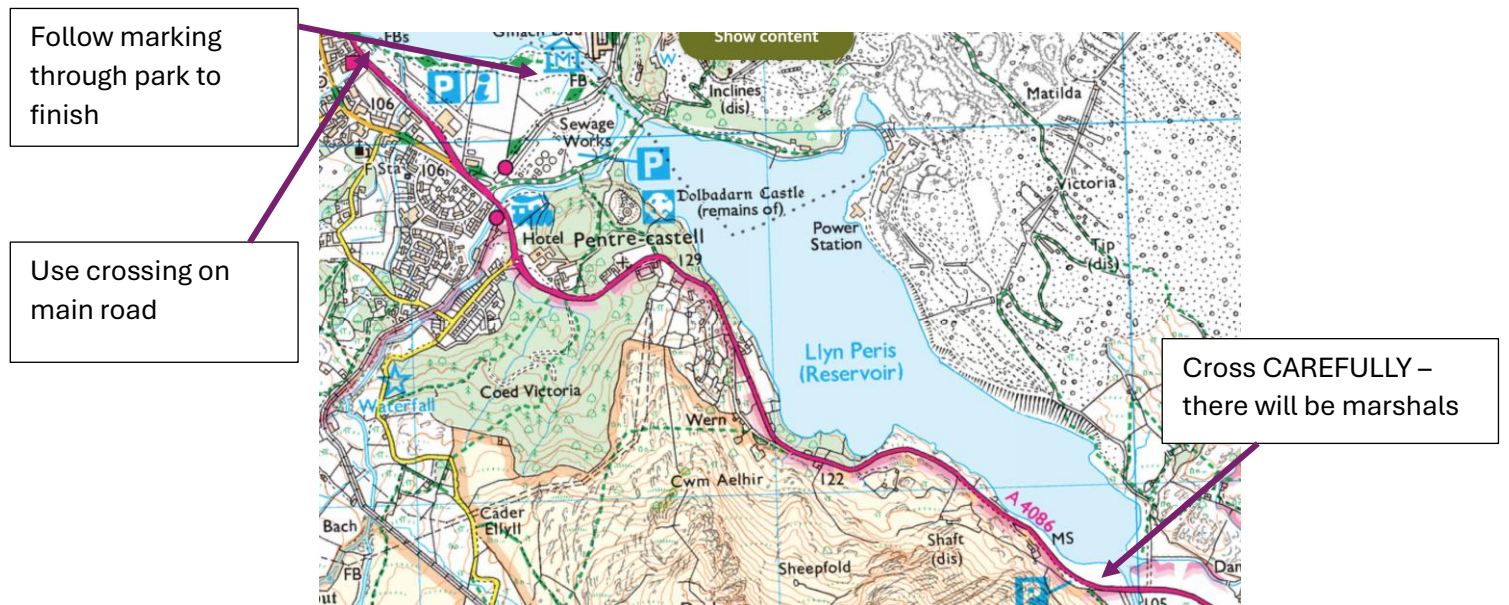 Follow marking
through park to
finish
Use crossing on
main road
Cross CAREFULLY –
there will be marshals
Show content
FBs
M
W
FB
P i
Inclines
(dis)
Matilda
106
Sewage
Works
P
F Sta
106
Dolbadarn Castle
(remains of)
Victoria
Power
Station
Hotel
Pentre-castell
129
Tip
(dis)
Llyn Peris
(Reservoir)
Coed Victoria
Waterfall
Wern
Cwm Aelhir
122
A 4086
Cader
Ellyll
Bach
MS
Shaft
(dis)
Sheepfold
FB
P
105